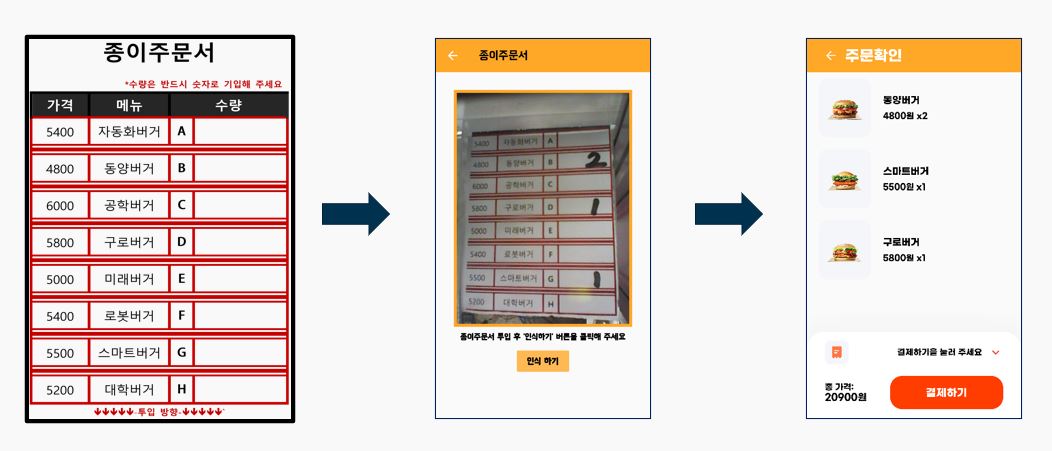 종이주문서
*수량은 반드시 숫자로 기입해 주세요
가격 메뉴 수량
5400 자동화버거 A
4800 동양버거 B
6000 공학버거 C
5800 구로버거 D
5000 미래버거 E
5400 로봇버거 F
5500 스마트버거 G
5200 대학버거 H
↓↓↓↓↓-투입 방향-↓↓↓↓↓
← 종이주문서
5400 자동화버거 A
4800 동양버거 B 2
6000 공학버거 C
5800 구로버거 D 1
5000 미래버거 E
5400 로봇버거 F
5500 스마트버거 G 1
5200 대학버거 H
종이주문서 투입 후 '인식하기' 버튼을 클릭해 주세요
인식 하기
← 주문확인
동양버거
4800원 x2
스마트버거
5500원 x1
구로버거
5800원 x1
결제하기을 눌러 주세요
총 가격:
20900원
결제하기